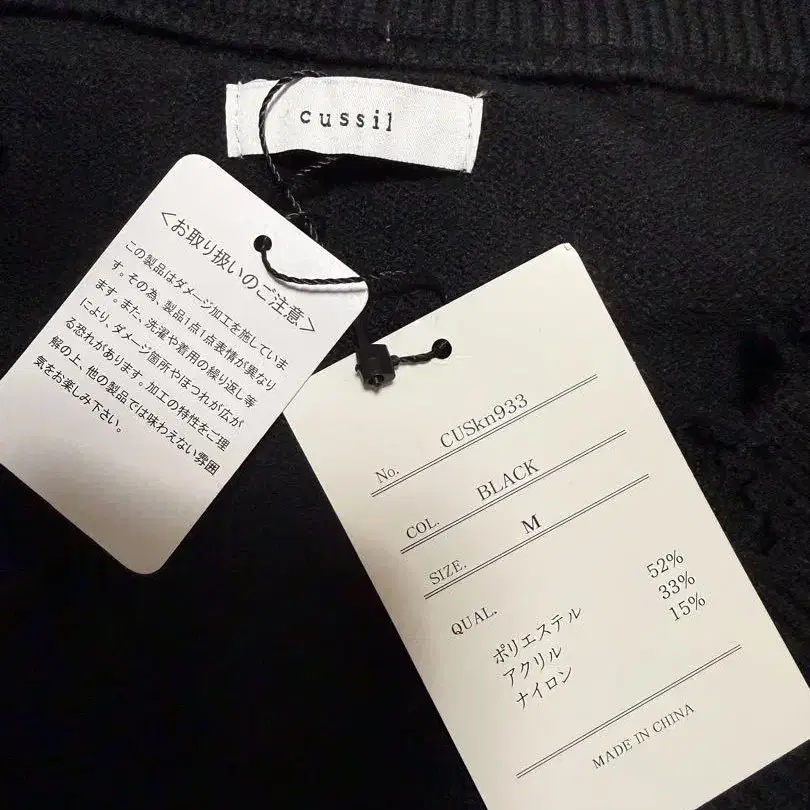 cussil
＜お取り扱いのご注意＞
この製品はダメージ加工を施していま
す。その為、製品1点1点表情が異なり
ます。また、洗濯や着用の繰り返し等
により、ダメージ箇所やほつれが広が
る恐れがあります。加工の特性をご理
解の上、他の製品では味わえない雰囲
気をお楽しみ下さい。
No. CUSkn933
COL. BLACK
SIZE. M
QUAL.
ポリエステル 52%
アクリル 33%
ナイロン 15%
MADE IN CHINA